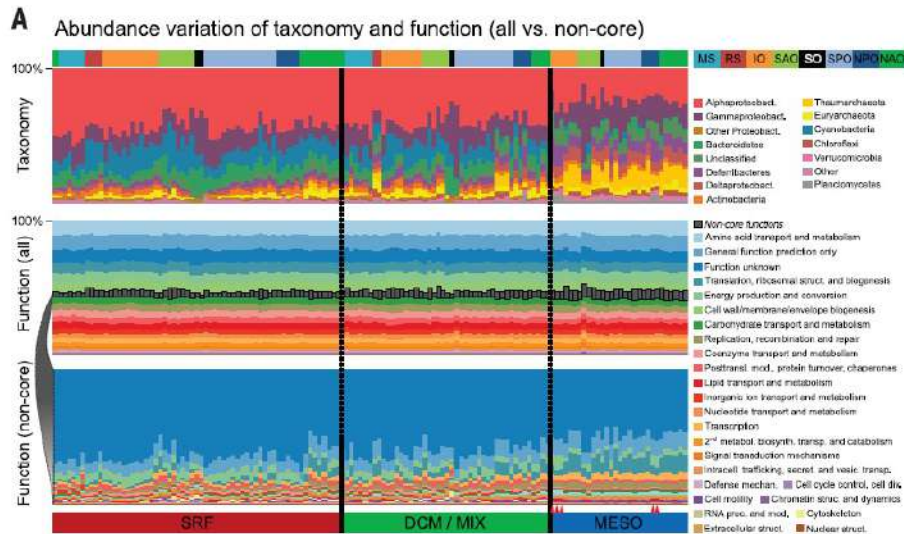 A
Abundance variation of taxonomy and function (all vs. non-core)
MS RS IO SAO SO SPO NPO NAO
100%
Taxonomy
Alphaproteobact. Thaumarchaeota
Gammaproteobact. Euryarchaeota
Other Proteobact. Cyanobacteria
Bacteroidetes Chloroflexi
Unclassified Verrucomicrobia
Deferribacteres Other
Deltaproteobact. Planctomycetes
Actinobacteria
100%
Function (all)
Non-core functions
Amino acid transport and metabolism
General function prediction only
Function unknown
Translation, ribosomal struct. and biogenesis
Energy production and conversion
Cell wall/membrane/envelope biogenesis
Carbohydrate transport and metabolism
Replication, recombination and repair
Coenzyme transport and metabolism
Posttransl. mod., protein turnover, chaperones
Lipid transport and metabolism
Inorganic ion transport and metabolism
Nucleotide transport and metabolism
Transcription
2nd metabol. biosynth. transp. and catabolism
Signal transduction mechanisms
Intracell. trafficking, secret. and vesic. transp.
Defense mechan. Cell cycle control, cell div.
Cell motility Chromatin struc. and dynamics
RNA proc. and mod. Cytoskeleton
Extracellular struct. Nuclear struct.
Function (non-core)
SRF DCM / MIX MESO